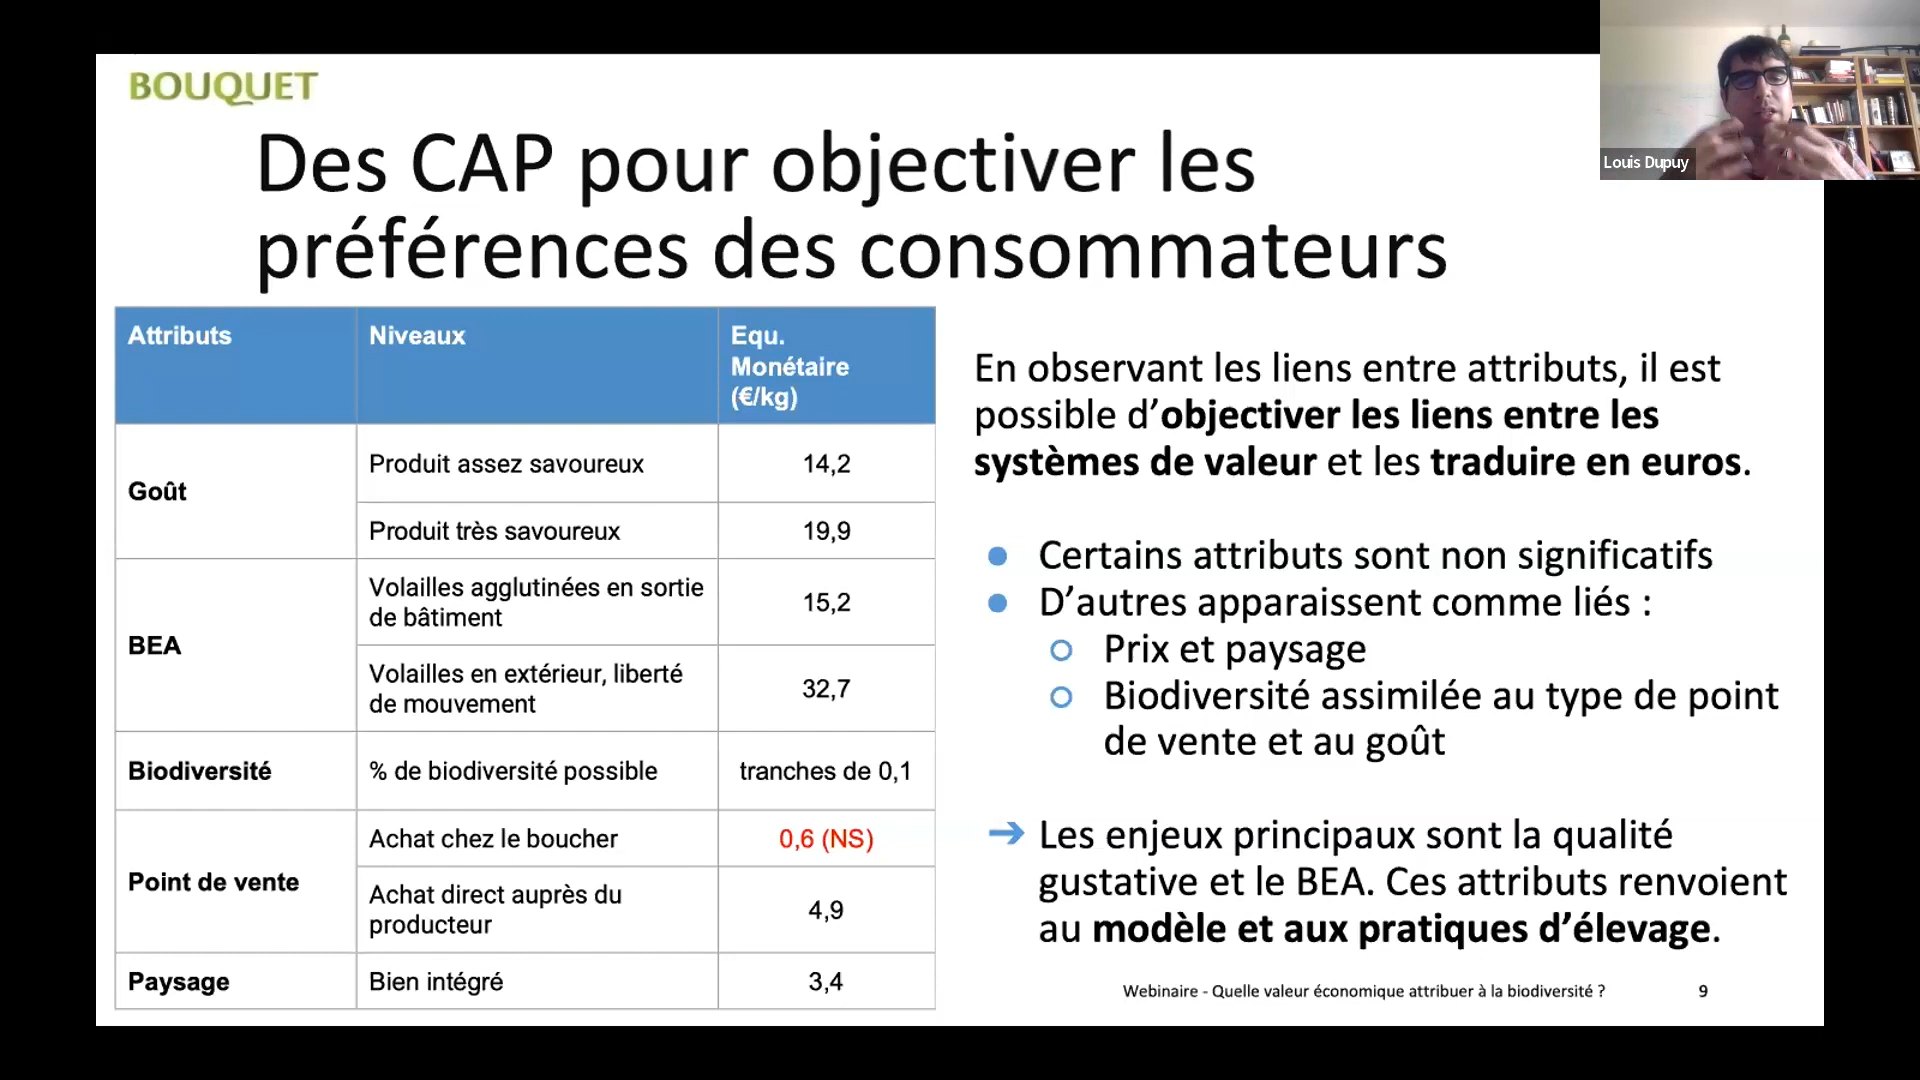 BOUQUET
Louis Dupuy
Des CAP pour objectiver les
préférences des consommateurs
Attributs
Niveaux
Equ.
Monétaire
(€/kg)
Goût
Produit assez savoureux
14,2
Produit très savoureux
19,9
BEA
Volailles agglutinées en sortie
de bâtiment
15,2
Volailles en extérieur, liberté
de mouvement
32,7
Biodiversité
% de biodiversité possible
tranches de 0,1
Point de vente
Achat chez le boucher
0,6 (NS)
Achat direct auprès du
producteur
4,9
Paysage
Bien intégré
3,4
En observant les liens entre attributs, il est
possible d’objectiver les liens entre les
systèmes de valeur et les traduire en euros.
● Certains attributs sont non significatifs
● D’autres apparaissent comme liés :
○ Prix et paysage
○ Biodiversité assimilée au type de point
de vente et au goût
➔ Les enjeux principaux sont la qualité
gustative et le BEA. Ces attributs renvoient
au modèle et aux pratiques d’élevage.
Webinaire - Quelle valeur économique attribuer à la biodiversité ?
9